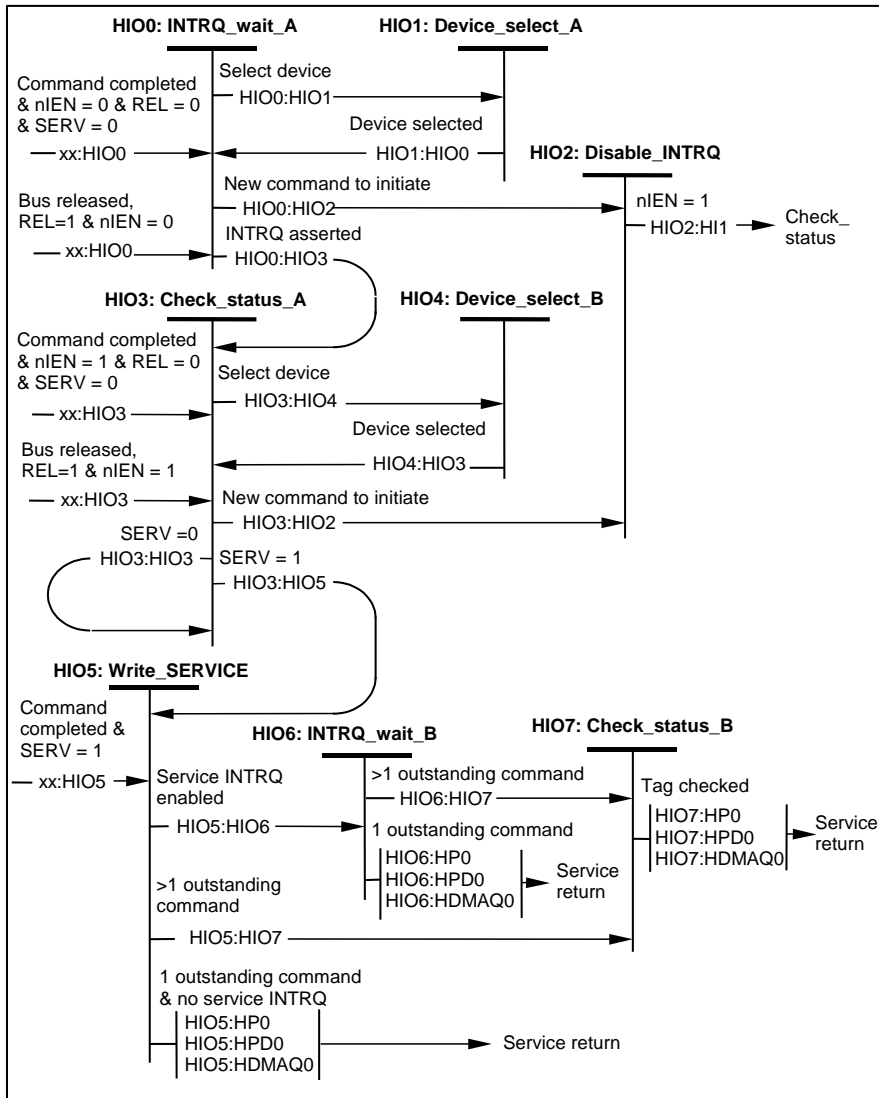 HIO0: INTRQ_wait_A
HIO1: Device_select_A
Select device
Command completed
& nIEN = 0 & REL = 0
& SERV = 0
HIO0:HIO1
Device selected
xx:HIO0
HIO1:HIO0
HIO2: Disable_INTRQ
New command to initiate
nIEN = 1
Bus released,
REL=1 & nIEN = 0
HIO0:HIO2
HIO2:HI1
Check_
status
INTRQ asserted
xx:HIO0
HIO0:HIO3
HIO3: Check_status_A
HIO4: Device_select_B
Command completed
& nIEN = 1 & REL = 0
& SERV = 0
Select device
HIO3:HIO4
xx:HIO3
Device selected
Bus released,
REL=1 & nIEN = 1
HIO4:HIO3
xx:HIO3
New command to initiate
HIO3:HIO2
SERV =0
HIO3:HIO3
SERV = 1
HIO3:HIO5
HIO5: Write_SERVICE
Command
completed &
SERV = 1
HIO6: INTRQ_wait_B
HIO7: Check_status_B
xx:HIO5
Service INTRQ
enabled
>1 outstanding command
HIO6:HIO7
Tag checked
HIO7:HP0
HIO7:HPD0
HIO7:HDMAQ0
Service
return
HIO5:HIO6
1 outstanding command
HIO6:HP0
HIO6:HPD0
HIO6:HDMAQ0
Service
return
>1 outstanding
command
HIO5:HIO7
1 outstanding command
& no service INTRQ
HIO5:HP0
HIO5:HPD0
HIO5:HDMAQ0
Service return